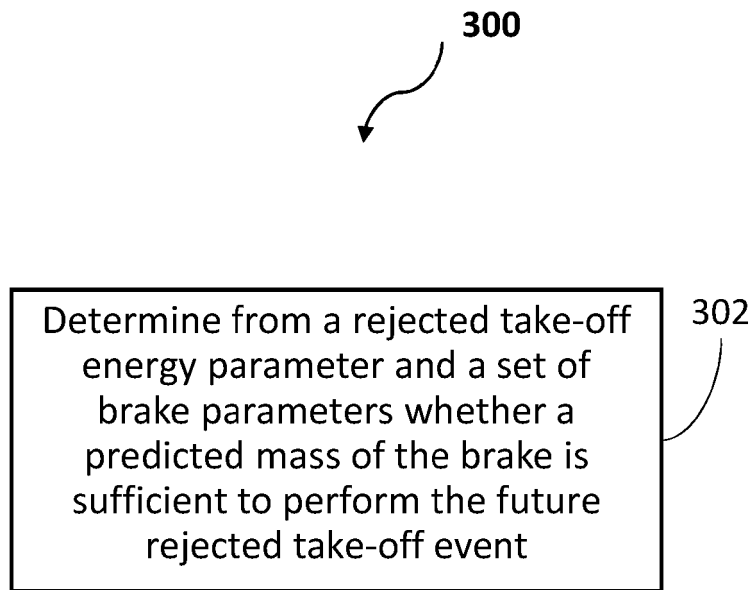 300
Determine from a rejected take-off
energy parameter and a set of
brake parameters whether a
predicted mass of the brake is
sufficient to perform the future
rejected take-off event
302